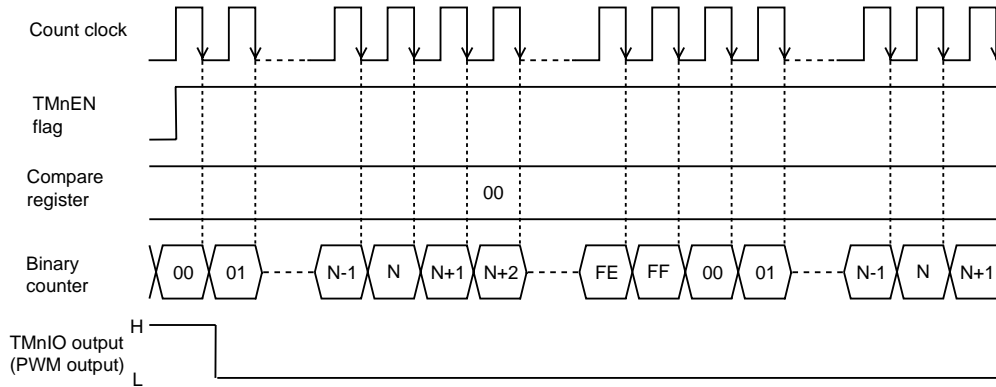 Count clock
TMnEN
flag
Compare
register
00
Binary
counter
00 01 N-1 N N+1 N+2 FE FF 00 01 N-1 N N+1
H
TMnIO output
(PWM output)
L